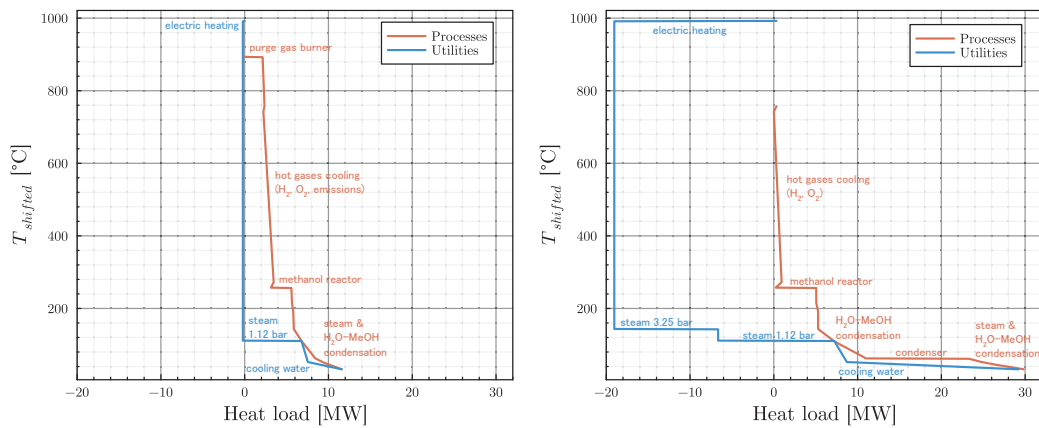 1000
800
600
400
200
−20
−10
0
10
20
30
T shifted [°C]
Heat load [MW]
Processes
Utilities
electric heating
purge gas burner
hot gases cooling
(H₂, O₂, emissions)
methanol reactor
steam
1.12 bar
steam &
H₂O-MeOH
condensation
cooling water
1000
800
600
400
200
−20
−10
0
10
20
30
T shifted [°C]
Heat load [MW]
Processes
Utilities
electric heating
hot gases cooling
(H₂, O₂)
methanol reactor
steam 3.25 bar
steam 1.12 bar
H₂O-MeOH
condensation
condenser
steam &
H₂O-MeOH
condensation
cooling water